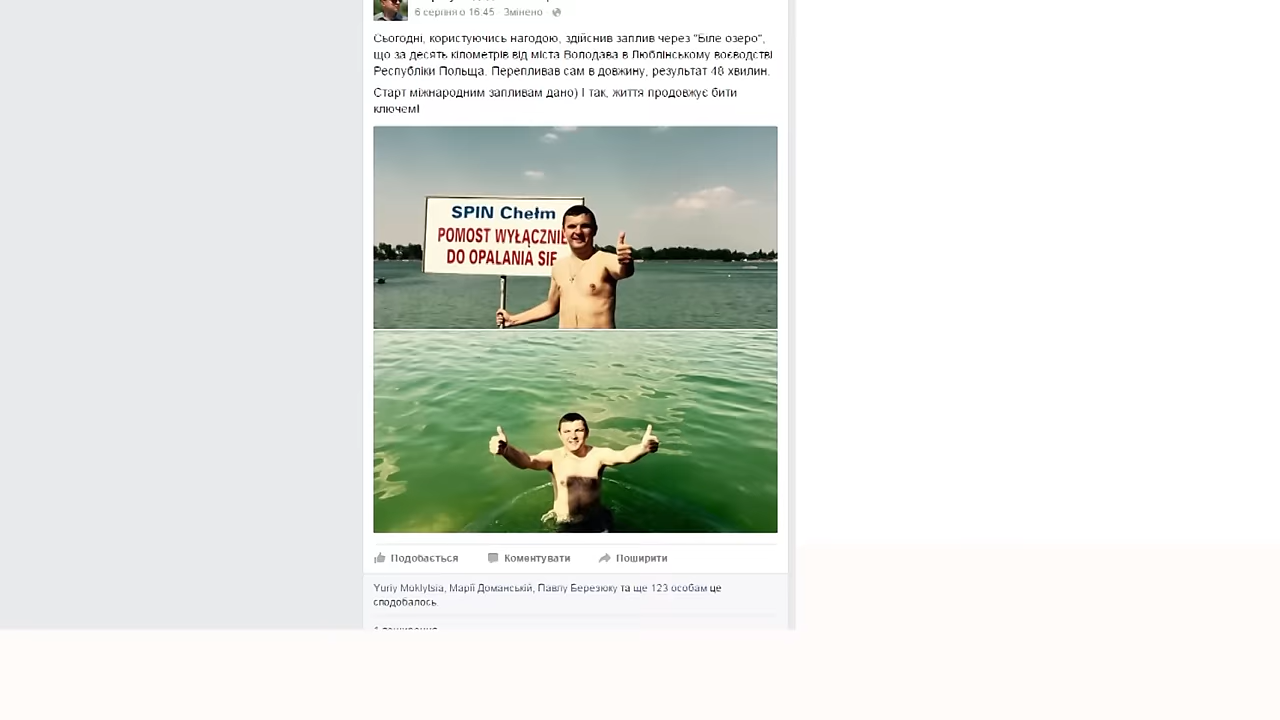 6 серпня о 16:45 · Змінено ·
Сьогодні, користуючись нагодою, здійснив заплив через "Біле озеро",
що за десять кілометрів від міста Володава в Люблінському воєводстві
Республіки Польща. Перепливав сам в довжину, результат 48 хвилин.
Старт міжнародним запливам дано) І так, життя продовжує бити
ключем!
SPIN Chełm
POMOST WYŁĄCZNIE
DO OPALANIA SIĘ
Подобається Коментувати Поширити
Yuriy Moklytsia, Марії Доманській, Павлу Березюку та ще 123 особам це
сподобалось.